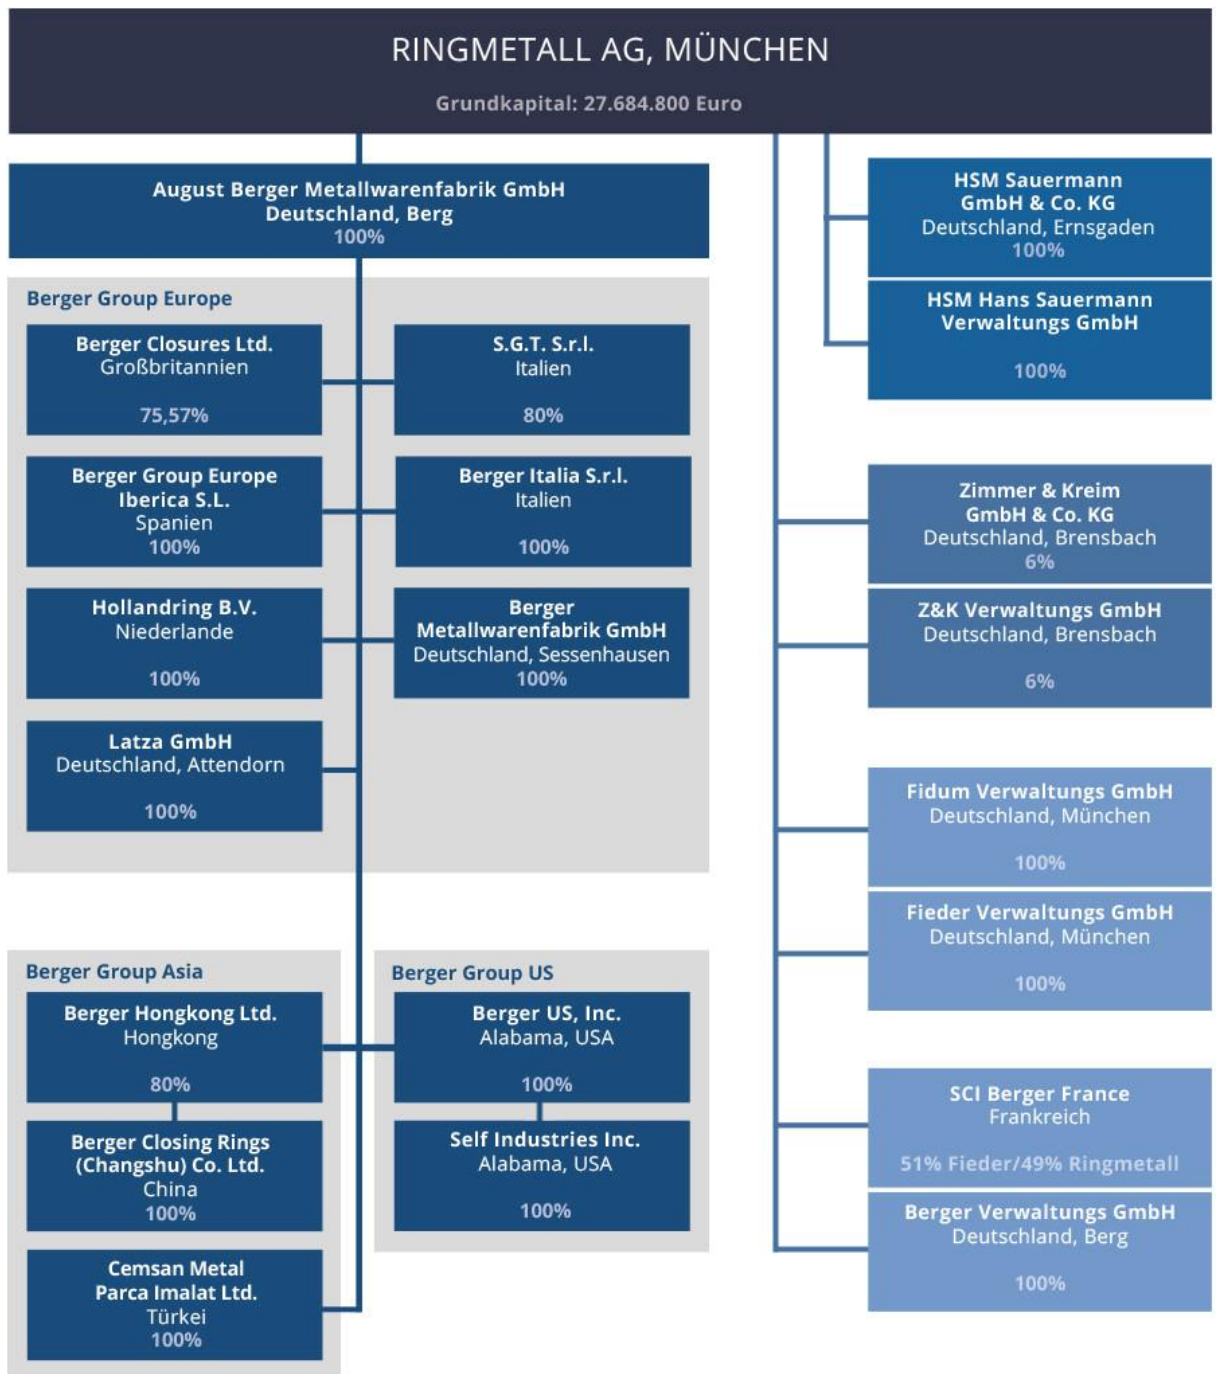 RINGMETALL AG, MÜNCHEN
Grundkapital: 27.684.800 Euro
August Berger Metallwarenfabrik GmbH
Deutschland, Berg
100%
Berger Group Europe
Berger Closures Ltd.
Großbritannien
75,57%
S.G.T. S.r.l.
Italien
80%
Berger Group Europe
Iberica S.L.
Spanien
100%
Berger Italia S.r.l.
Italien
100%
Hollandring B.V.
Niederlande
100%
Berger
Metallwarenfabrik GmbH
Deutschland, Sessenhausen
100%
Latza GmbH
Deutschland, Attendorn
100%
Berger Group Asia
Berger Hongkong Ltd.
Hongkong
80%
Berger Closing Rings
(Changshu) Co. Ltd.
China
100%
Cemsan Metal
Parca Imalat Ltd.
Türkei
100%
Berger Group US
Berger US, Inc.
Alabama, USA
100%
Self Industries Inc.
Alabama, USA
100%
HSM Sauermann
GmbH & Co. KG
Deutschland, Ernsgaden
100%
HSM Hans Sauermann
Verwaltungs GmbH
100%
Zimmer & Kreim
GmbH & Co. KG
Deutschland, Brensbach
6%
Z&K Verwaltungs GmbH
Deutschland, Brensbach
6%
Fidum Verwaltungs GmbH
Deutschland, München
100%
Fieder Verwaltungs GmbH
Deutschland, München
100%
SCI Berger France
Frankreich
51% Fieder/49% Ringmetall
Berger Verwaltungs GmbH
Deutschland, Berg
100%